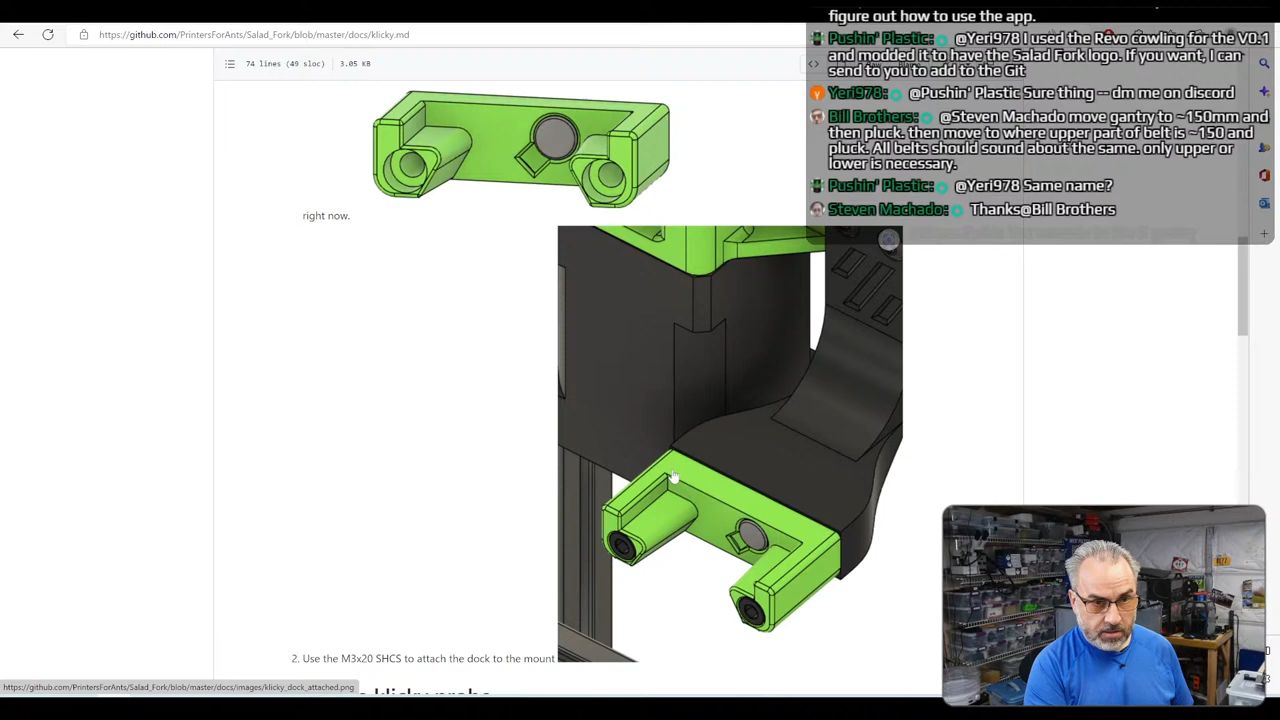 figure out how to use the app.
https://github.com/PrintersForAnts/Salad_Fork/blob/master/docs/klicky.md
Pushin' Plastic: @Yeri978 I used the Revo cowling for the V0.1
and modded it to have the Salad Fork logo. If you want, I can
send to you to add to the Git
74 lines (49 sloc) 3.05 KB
Yeri978: @Pushin' Plastic Sure thing -- dm me on discord
Bill Brothers: @Steven Machado move gantry to ~150mm and
then pluck. then move to where upper part of belt is ~150 and
pluck. All belts should sound about the same. only upper or
lower is necessary.
Pushin' Plastic: @Yeri978 Same name?
Steven Machado: Thanks@Bill Brothers
right now.
2. Use the M3x20 SHCS to attach the dock to the mount
https://github.com/PrintersForAnts/Salad_Fork/blob/master/docs/images/klicky_dock_attached.png
klicky probe